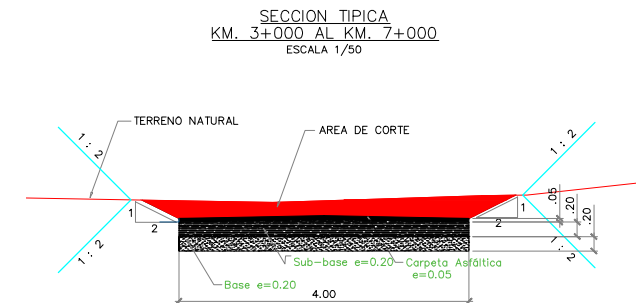 SECCION TIPICA
KM. 3+000 AL KM. 7+000
ESCALA 1/50
TERRENO NATURAL
AREA DE CORTE
1 : 2
1 : 2
1
2
1
2
.05
.20
.20
1 : 2
1 : 2
Sub-base e=0.20
Carpeta Asfáltica
e=0.05
Base e=0.20
4.00